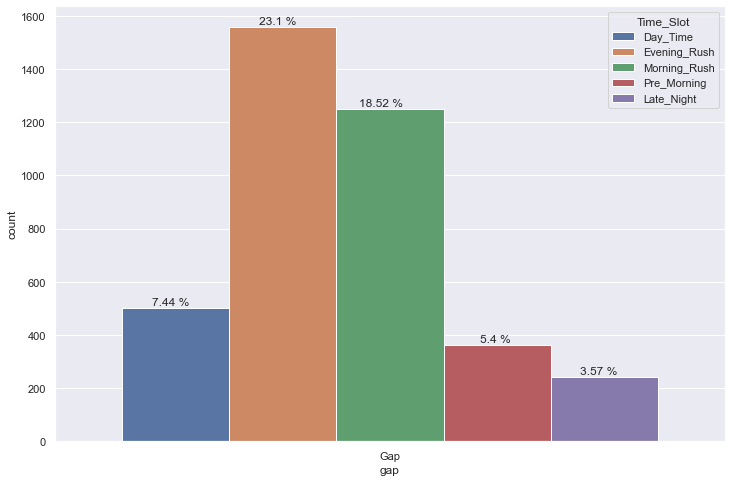 1600
1400
1200
1000
800
600
400
200
0
count
23.1 %
18.52 %
7.44 %
5.4 %
3.57 %
Time_Slot
Day_Time
Evening_Rush
Morning_Rush
Pre_Morning
Late_Night
Gap
gap